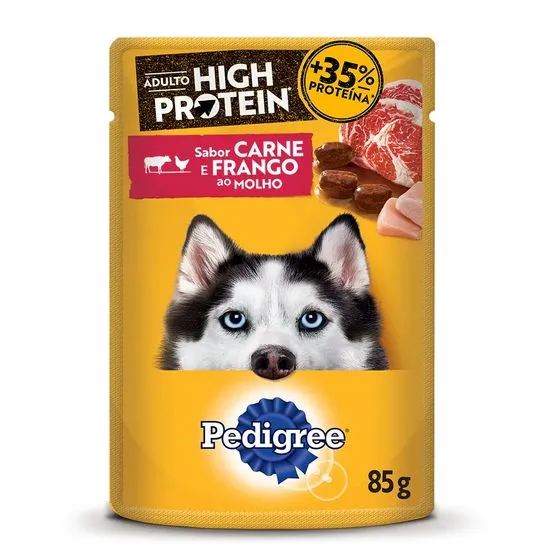 ADULTO HIGH
PROTEIN*
+35%
PROTEÍNA*
Sabor CARNE
E FRANGO
ao MOLHO
Pedigree®
85g